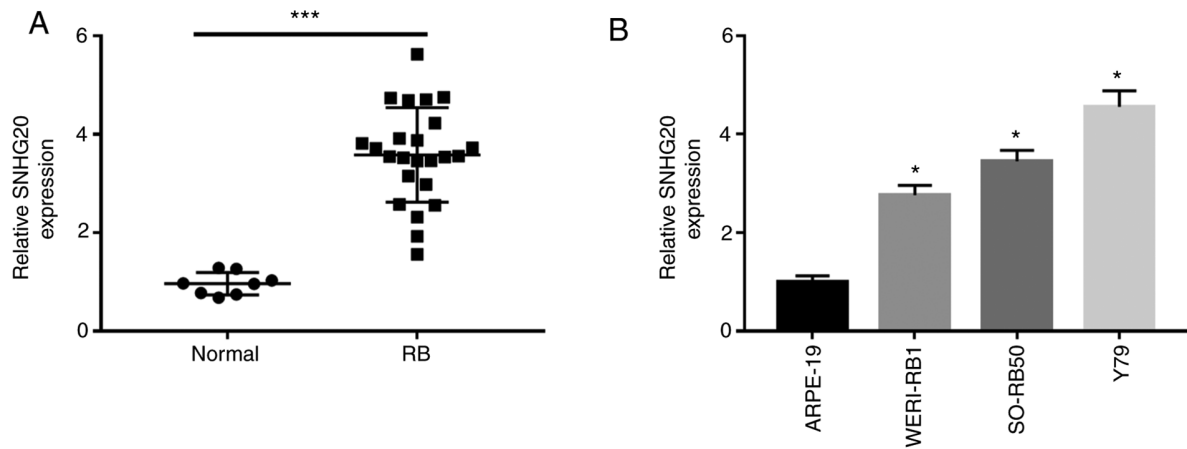 A
***
6
4
2
0
Relative SNHG20
expression
Normal
RB
B
6
4
2
0
Relative SNHG20
expression
*
*
*
ARPE-19
WERI-RB1
SO-RB50
Y79